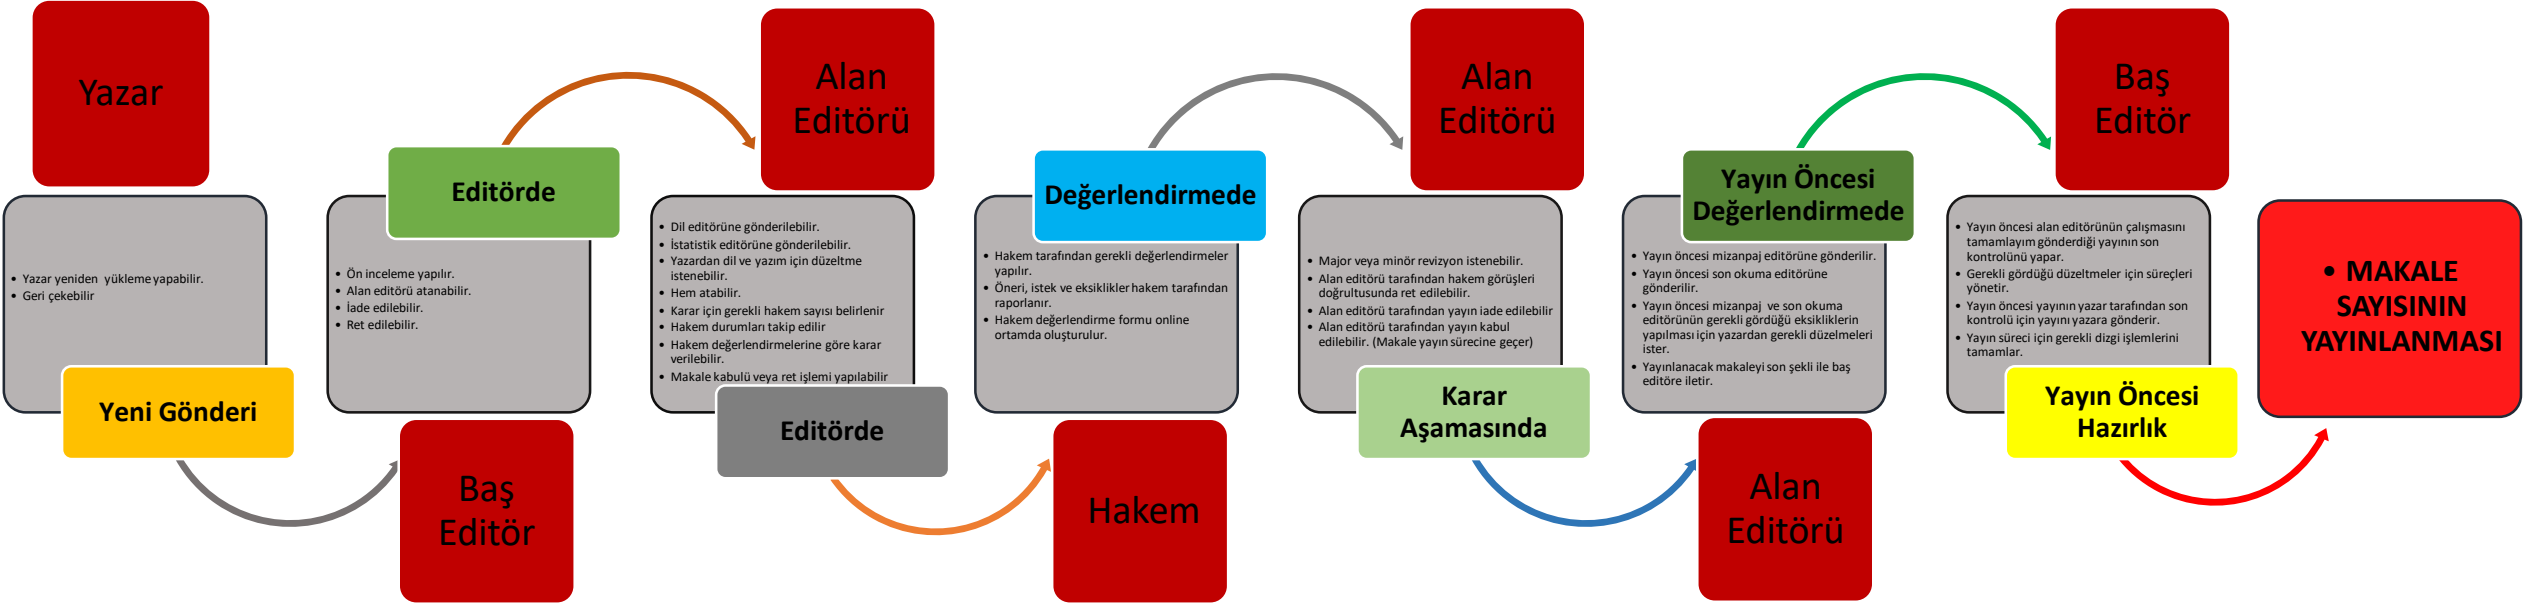 Yazar
• Yazar yeniden yükleme yapabilir.
• Geri çekebilir
Yeni Gönderi
Editörde
• Ön inceleme yapılır.
• Alan editörü atanabilir.
• İade edilebilir.
• Ret edilebilir.
Baş
Editör
Alan
Editörü
• Dil editörüne gönderilebilir.
• İstatistik editörüne gönderilebilir.
• Yazardan dil ve yazım için düzeltme
istenebilir.
• Hem atabilir.
• Karar için gerekli hakem sayısı belirlenir
• Hakem durumları takip edilir
• Hakem değerlendirmelerine göre karar
verilebilir.
• Makale kabulü veya ret işlemi yapılabilir
Editörde
Değerlendirmede
• Hakem tarafından gerekli değerlendirmeler
yapılır.
• Öneri, istek ve eksiklikler hakem tarafından
raporlanır.
• Hakem değerlendirme formu online
ortamda oluşturulur.
Hakem
Alan
Editörü
• Major veya minör revizyon istenebilir.
• Alan editörü tarafından hakem görüşleri
doğrultusunda ret edilebilir.
• Alan editörü tarafından yayın iade edilebilir
• Alan editörü tarafından yayın kabul
edilebilir. (Makale yayın sürecine geçer)
Karar
Aşamasında
Yayın Öncesi
Değerlendirmede
• Yayın öncesi mizanpaj editörüne gönderilir.
• Yayın öncesi son okuma editörüne
gönderilir.
• Yayın öncesi mizanpaj ve son okuma
editörünün gerekli gördüğü eksikliklerin
yapılması için yazardan gerekli düzelmeleri
ister.
• Yayınlanacak makaleyi son şekli ile baş
editöre iletir.
Alan
Editörü
Baş
Editör
• Yayın öncesi alan editörünün çalışmasını
tamamlayım gönderdiği yayının son
kontrolünü yapar.
• Gerekli gördüğü düzeltmeler için süreçleri
yönetir.
• Yayın öncesi yayının yazar tarafından son
kontrolü için yayını yazara gönderir.
• Yayın süreci için gerekli dizgi işlemlerini
tamamlar.
Yayın Öncesi
Hazırlık
• MAKALE
SAYISININ
YAYINLANMASI